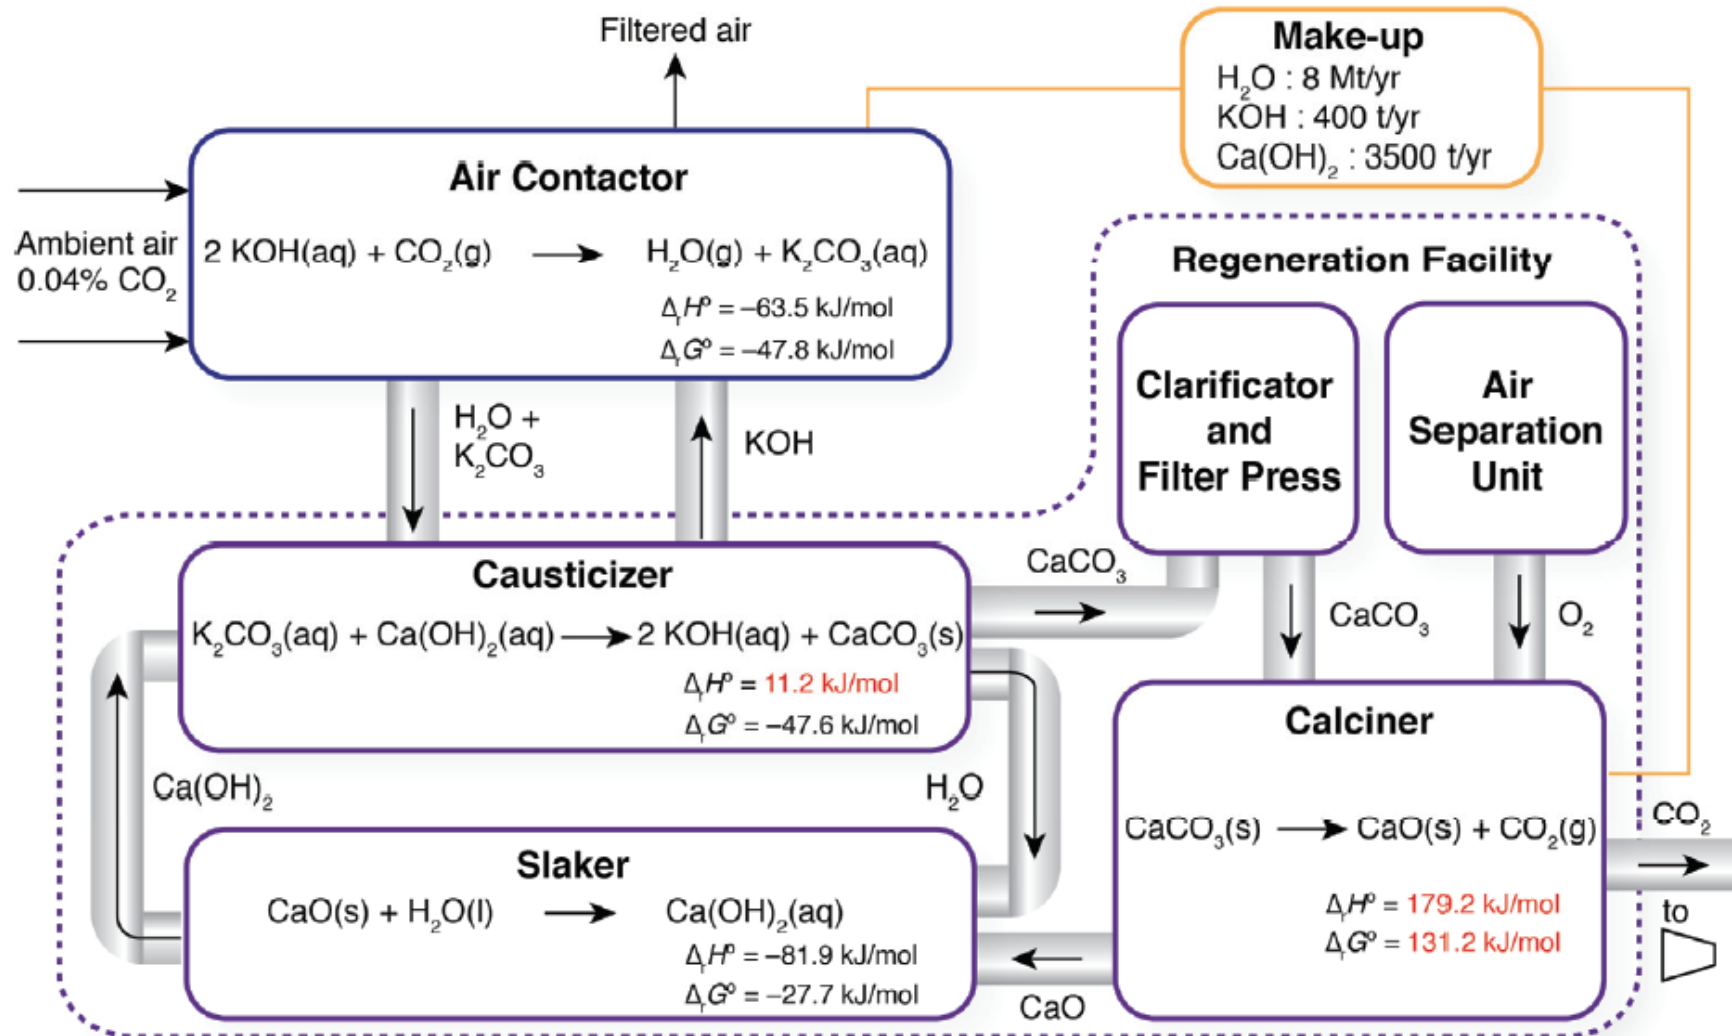 Filtered air
Make-up
H₂O : 8 Mt/yr
KOH : 400 t/yr
Ca(OH)₂ : 3500 t/yr
Air Contactor
Ambient air
0.04% CO₂
2 KOH(aq) + CO₂(g) → H₂O(g) + K₂CO₃(aq)
ΔᵣH° = –63.5 kJ/mol
ΔᵣG° = –47.8 kJ/mol
Regeneration Facility
Clarificator
and
Filter Press
Air
Separation
Unit
H₂O +
K₂CO₃
KOH
Causticizer
K₂CO₃(aq) + Ca(OH)₂(aq) → 2 KOH(aq) + CaCO₃(s)
ΔᵣH° = 11.2 kJ/mol
ΔᵣG° = –47.6 kJ/mol
CaCO₃
CaCO₃
O₂
Ca(OH)₂
H₂O
Calciner
CaCO₃(s) → CaO(s) + CO₂(g)
ΔᵣH° = 179.2 kJ/mol
ΔᵣG° = 131.2 kJ/mol
CO₂
to
Slaker
CaO(s) + H₂O(l) → Ca(OH)₂(aq)
ΔᵣH° = –81.9 kJ/mol
ΔᵣG° = –27.7 kJ/mol
CaO